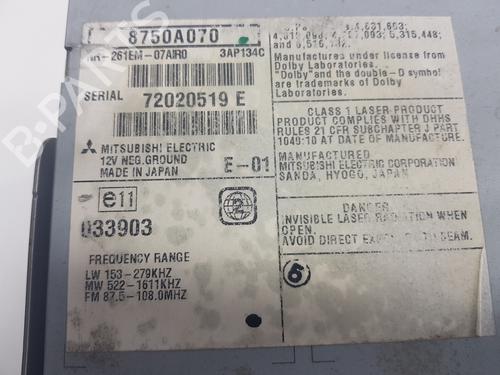 8750A070
NR-261EM-07AIR0 3AP134C
SERIAL 72020519 E
MITSUBISHI ELECTRIC
12V NEG.GROUND
MADE IN JAPAN
E-01
e11
033903
2
FREQUENCY RANGE
LW 153-279KHZ
MW 522-1611KHZ
FM 87.5-108.0MHZ
Manufactured under license from
Dolby Laboratories.
"Dolby" and the double-D symbol
are trademarks of Dolby
Laboratories.
CLASS 1 LASER PRODUCT
PRODUCT COMPLIES WITH DHHS
RULES 21 CFR SUBCHAPTER J PART
1040:10 AT DATE OF MANUFACTURE.
MANUFACTURED
MITSUBISHI ELECTRIC CORPORATION
SANDA, HYOGO, JAPAN
DANGER
INVISIBLE LASER RADIATION WHEN
OPEN.
AVOID DIRECT TO BEAM.
6